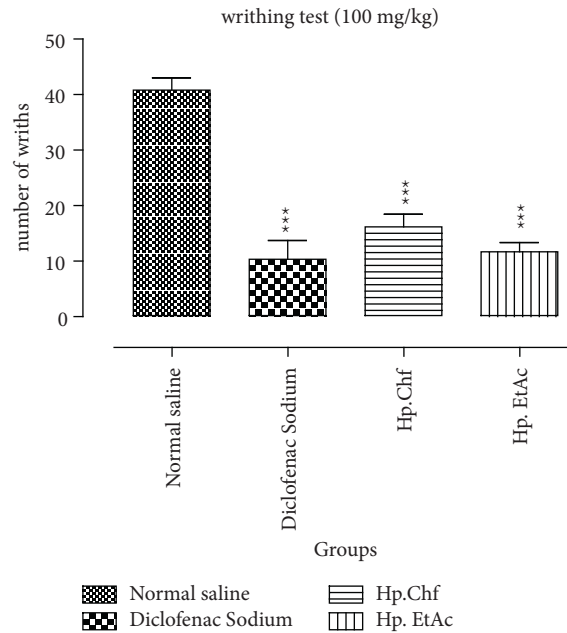 writhing test (100 mg/kg)
50
40
30
20
10
0
number of wriths
***
***
***
Normal saline
Diclofenac Sodium
Hp.Chf
Hp. EtAc
Groups
Normal saline
Hp.Chf
Diclofenac Sodium
Hp. EtAc